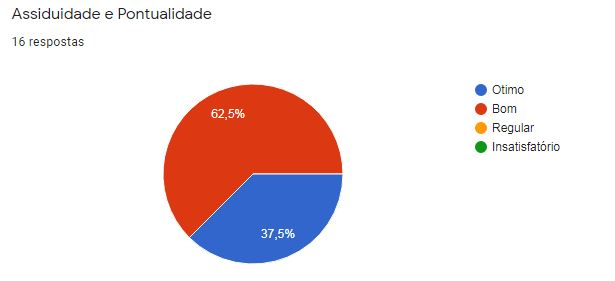 Assiduidade e Pontualidade
16 respostas
62,5%
37,5%
Otimo
Bom
Regular
Insatisfatório